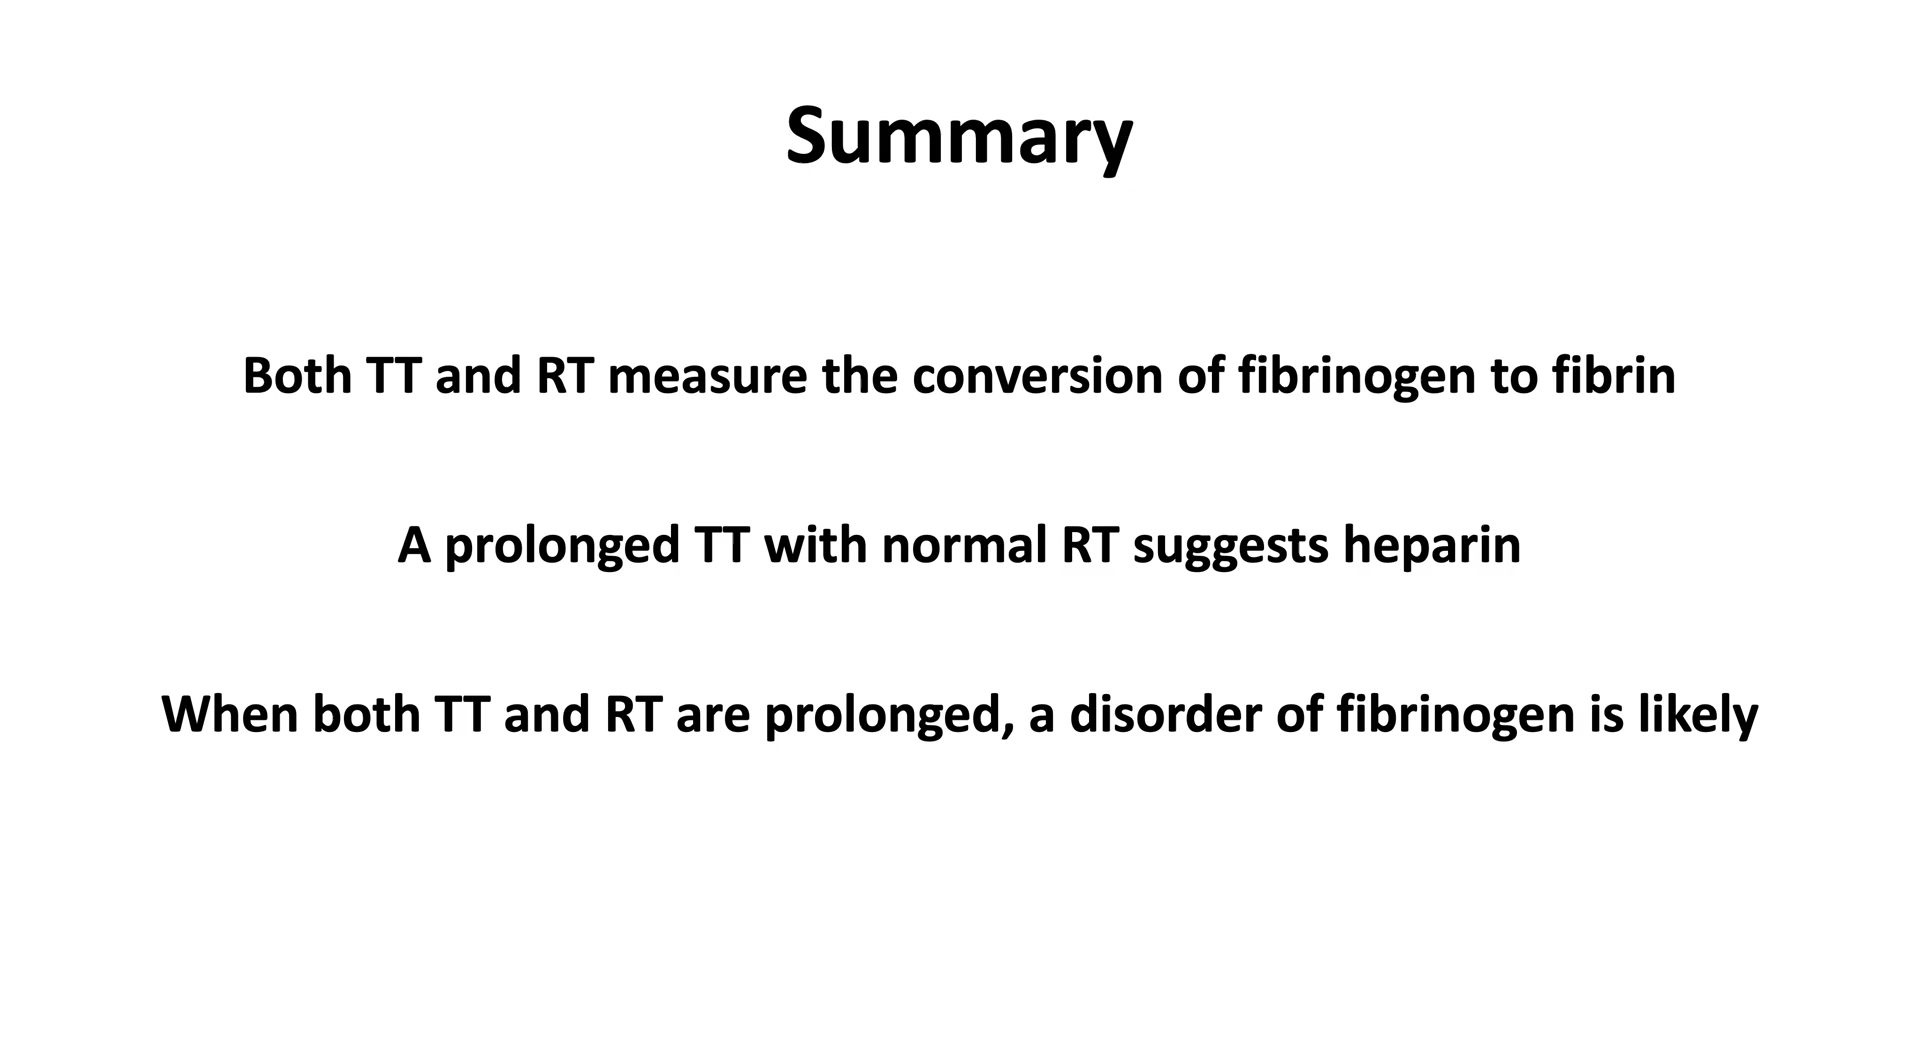 Summary
Both TT and RT measure the conversion of fibrinogen to fibrin
A prolonged TT with normal RT suggests heparin
When both TT and RT are prolonged, a disorder of fibrinogen is likely